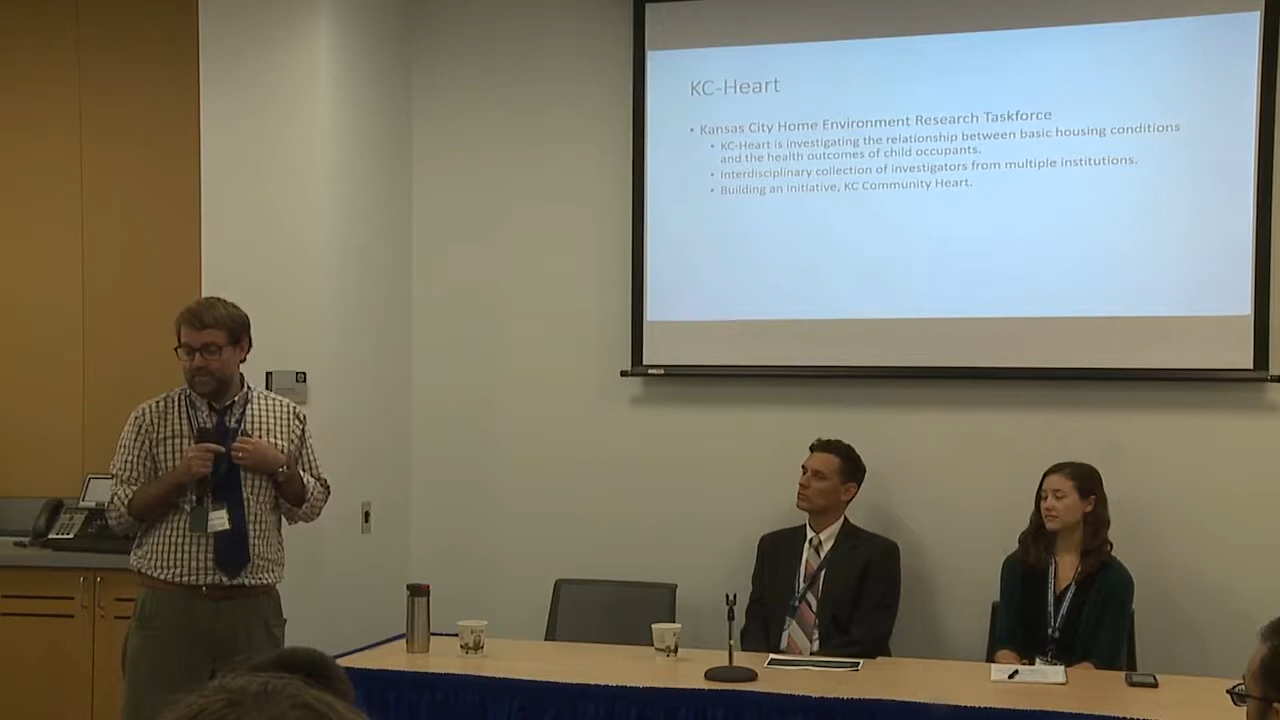 KC-Heart
• Kansas City Home Environment Research Taskforce
• KC-Heart is investigating the relationship between basic housing conditions
and the health outcomes of child occupants.
• Interdisciplinary collection of investigators from multiple institutions.
• Building an initiative, KC Community Heart.